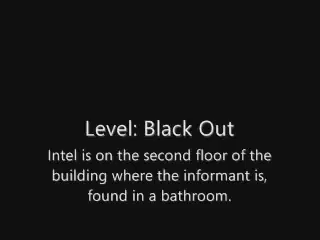 Level: Black Out
Intel is on the second floor of the
building where the informant is,
found in a bathroom.